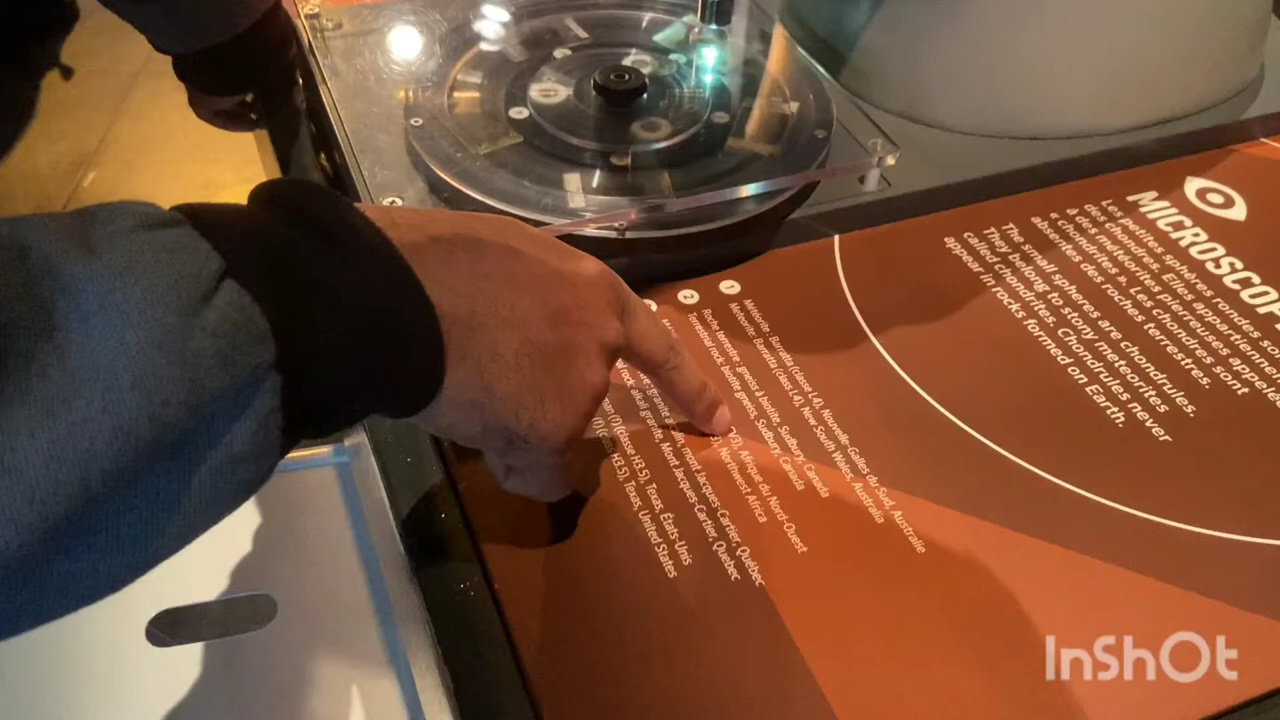 MICROSCOP
Les petites sphères rondes so
des chondres. Elles appartienne
à des météorites pierreuses appelé
« chondrites ». Les chondres sont
absentes des roches terrestres.
The small spheres are chondrules.
They belong to stony meteorites
called chondrites. Chondrules never
appear in rocks formed on Earth.
1
Météorite : Barratta (classe L4), Nouvelle-Galles du Sud, Australie
Meteorite: Barratta (class L4), New South Wales, Australia
2
Roche terrestre : gneiss à biotite, Sudbury, Canada
Terrestrial rock: biotite gneiss, Sudbury, Canada
Afrique du Nord-Ouest
Northwest Africa
granite mont Jacques-Cartier, Québec
rock: alkali granite, Mont Jacques-Cartier, Quebec
(classe H3.5), Texas, États-Unis
(class H3.5), Texas, United States
InShOt